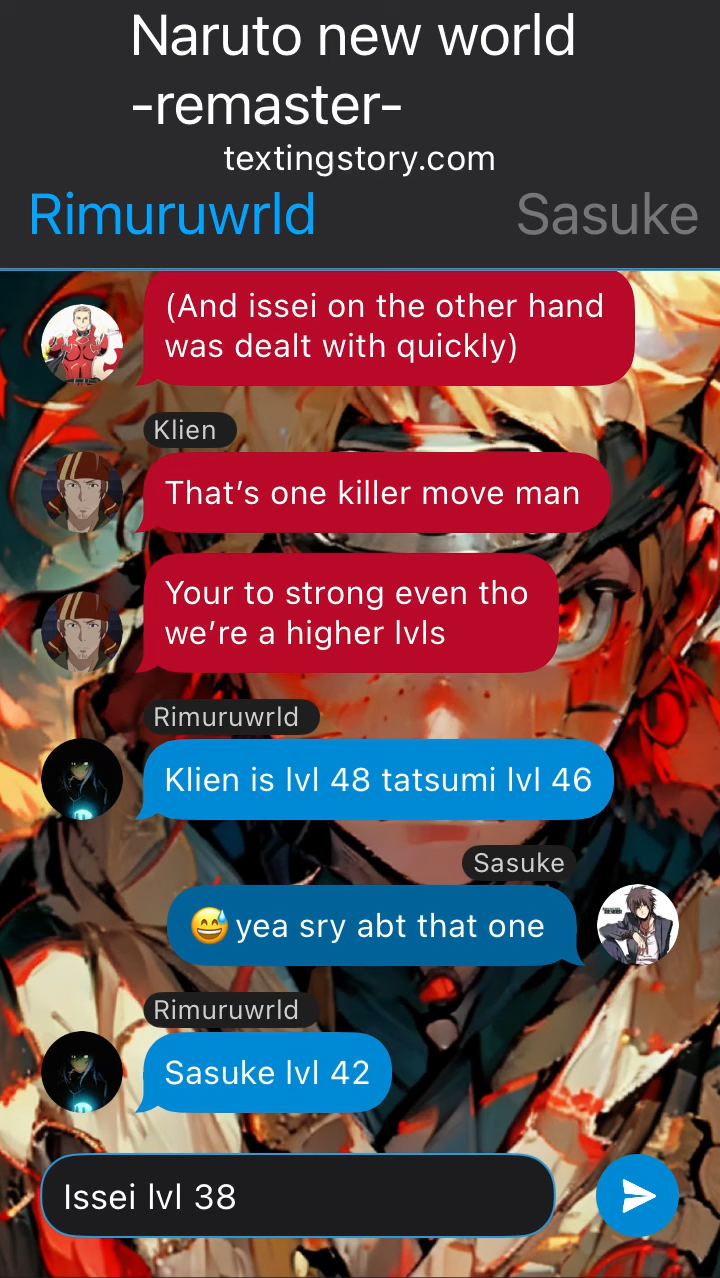 Naruto new world
-remaster-
textingstory.com
Rimuruwrld
Sasuke
(And issei on the other hand
was dealt with quickly)
Klien
That’s one killer move man
Your to strong even tho
we’re a higher lvls
Rimuruwrld
Klien is lvl 48 tatsumi lvl 46
Sasuke
😅 yea sry abt that one
Rimuruwrld
Sasuke lvl 42
Issei lvl 38